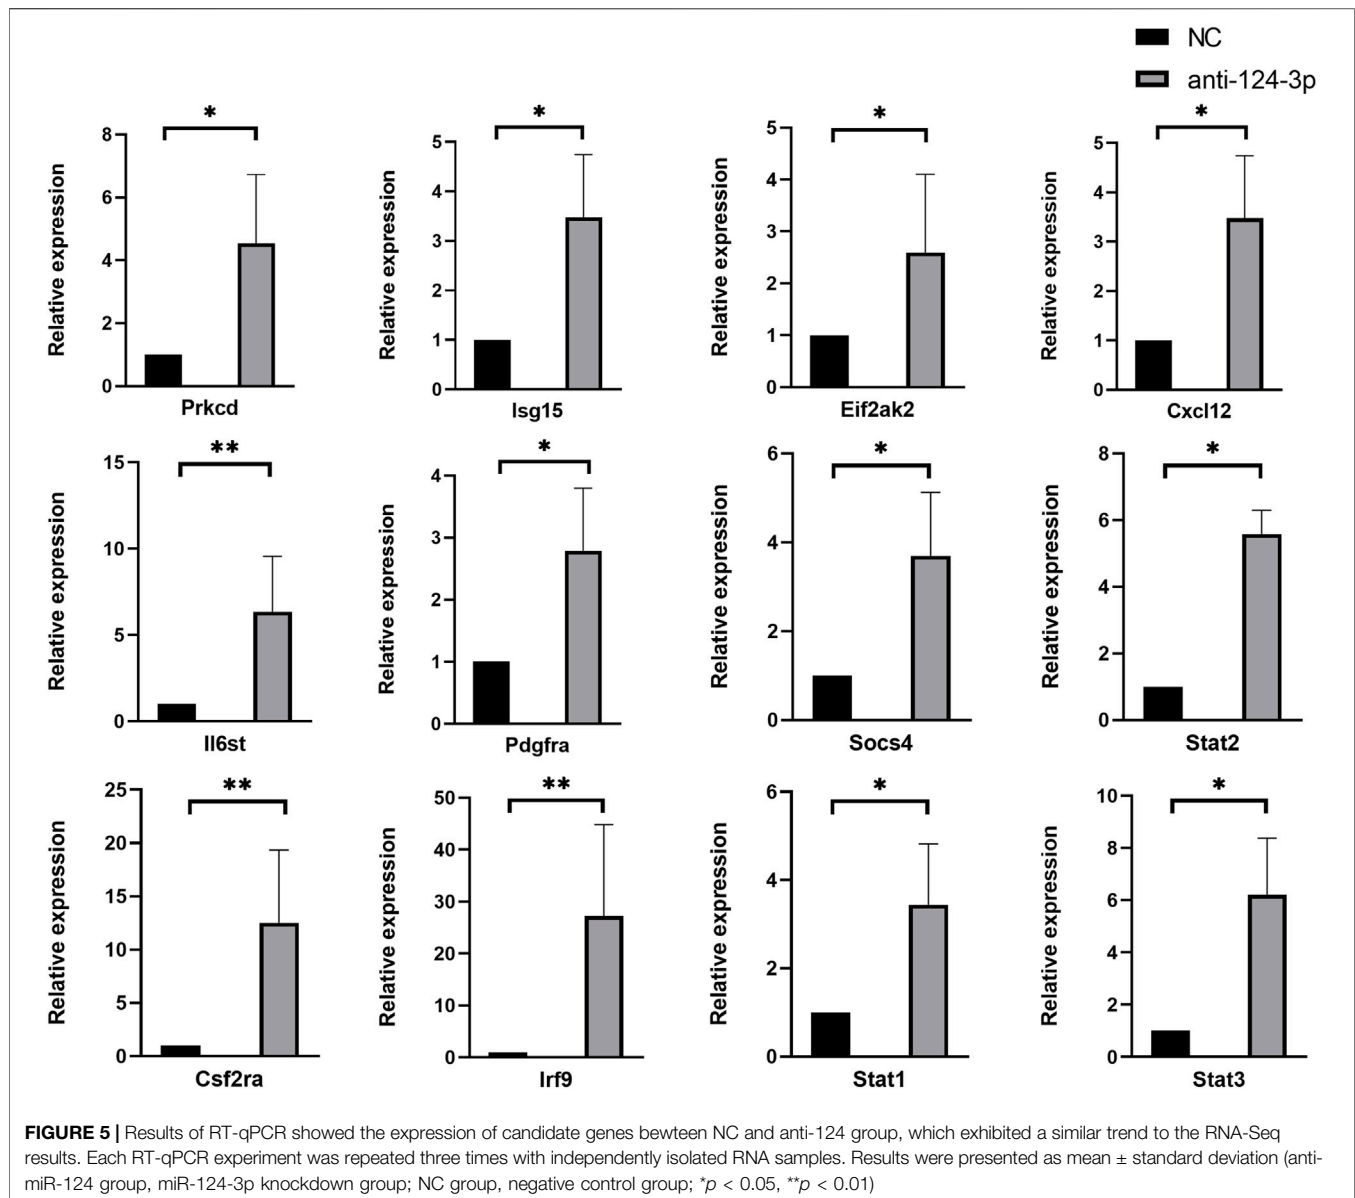 NC
anti-124-3p
*
8
6
4
2
0
Relative expression
Prkcd
*
5
4
3
2
1
0
Relative expression
Isg15
*
5
4
3
2
1
0
Relative expression
Eif2ak2
*
5
4
3
2
1
0
Relative expression
Cxcl12
**
15
10
5
0
Relative expression
Il6st
*
4
3
2
1
0
Relative expression
Pdgfra
*
6
4
2
0
Relative expression
Socs4
*
8
6
4
2
0
Relative expression
Stat2
**
25
20
15
10
5
0
Relative expression
Csf2ra
**
50
40
30
20
10
0
Relative expression
Irf9
*
6
4
2
0
Relative expression
Stat1
*
10
8
6
4
2
0
Relative expression
Stat3
FIGURE 5 | Results of RT-qPCR showed the expression of candidate genes bewteen NC and anti-124 group, which exhibited a similar trend to the RNA-Seq
results. Each RT-qPCR experiment was repeated three times with independently isolated RNA samples. Results were presented as mean ± standard deviation (anti-
miR-124 group, miR-124-3p knockdown group; NC group, negative control group; *p < 0.05, **p < 0.01)